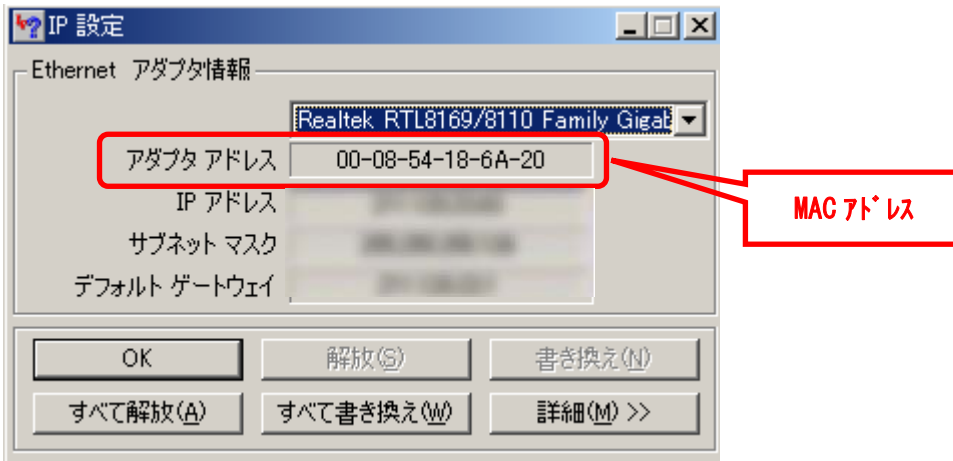 IP 設定
Ethernet アダプタ情報
Realtek RTL8169/8110 Family Gigab
アダプタ アドレス 00-08-54-18-6A-20
MAC ｱﾄﾞﾚｽ
IP アドレス
サブネット マスク
デフォルト ゲートウェイ
OK 解放(S) 書き換え(N)
すべて解放(A) すべて書き換え(W) 詳細(M) >>